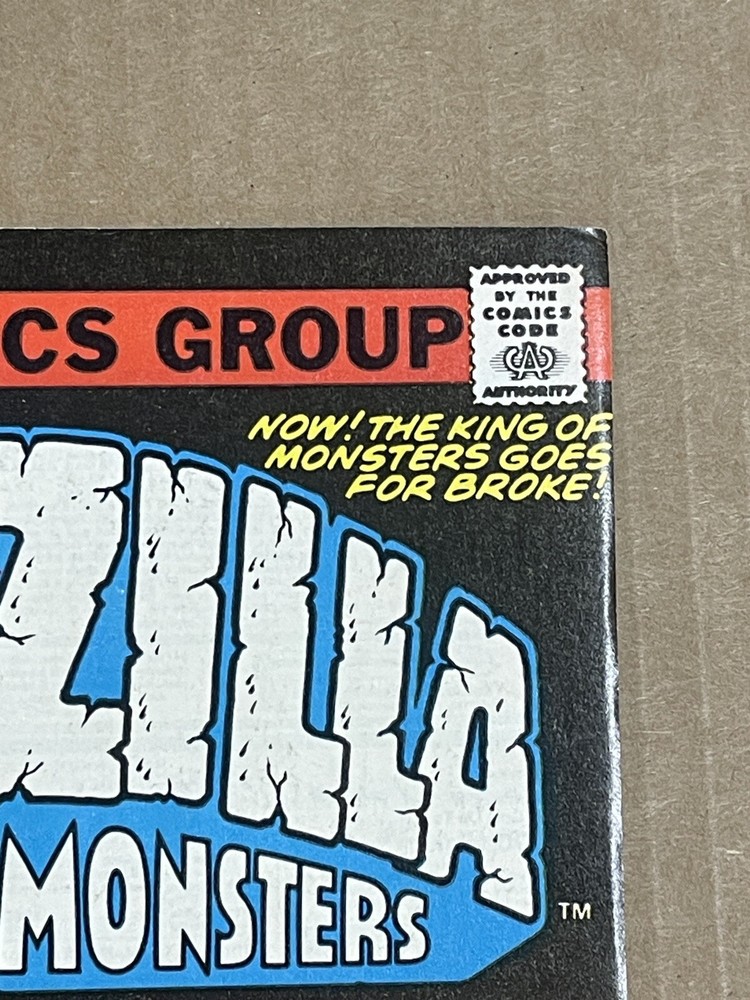 CS GROUP
APPROVED
BY THE
COMICS
CODE
CA
AUTHORITY
NOW! THE KING OF
MONSTERS GOES
FOR BROKE!
ZILLA
MONSTERS
TM